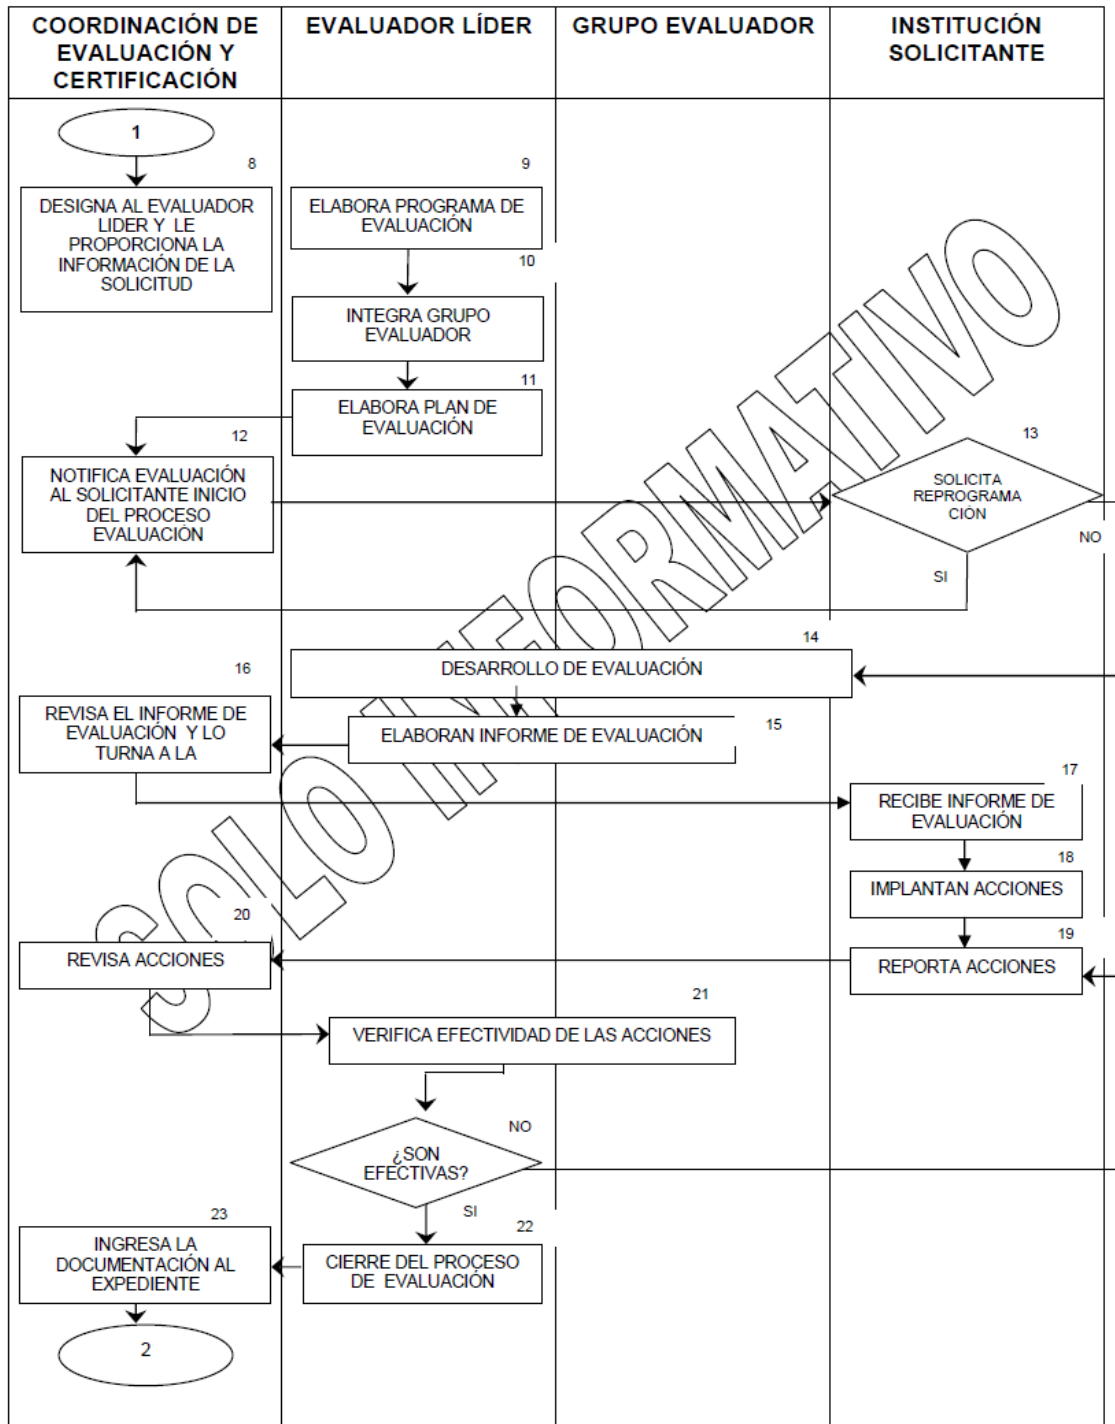 COORDINACIÓN DE
EVALUACIÓN Y
CERTIFICACIÓN
EVALUADOR LÍDER
GRUPO EVALUADOR
INSTITUCIÓN
SOLICITANTE
1
8
DESIGNA AL EVALUADOR
LIDER Y LE
PROPORCIONA LA
INFORMACIÓN DE LA
SOLICITUD
9
ELABORA PROGRAMA DE
EVALUACIÓN
10
INTEGRA GRUPO
EVALUADOR
11
ELABORA PLAN DE
EVALUACIÓN
12
NOTIFICA EVALUACIÓN
AL SOLICITANTE INICIO
DEL PROCESO
EVALUACIÓN
13
SOLICITA
REPROGRAMA
CIÓN
NO
SI
14
DESARROLLO DE EVALUACIÓN
15
ELABORAN INFORME DE EVALUACIÓN
16
REVISA EL INFORME DE
EVALUACIÓN Y LO
TURNA A LA
17
RECIBE INFORME DE
EVALUACIÓN
18
IMPLANTAN ACCIONES
19
REPORTA ACCIONES
20
REVISA ACCIONES
21
VERIFICA EFECTIVIDAD DE LAS ACCIONES
¿SON
EFECTIVAS?
NO
SI
22
CIERRE DEL PROCESO
DE EVALUACIÓN
23
INGRESA LA
DOCUMENTACIÓN AL
EXPEDIENTE
2
SOLO INFORMATIVO